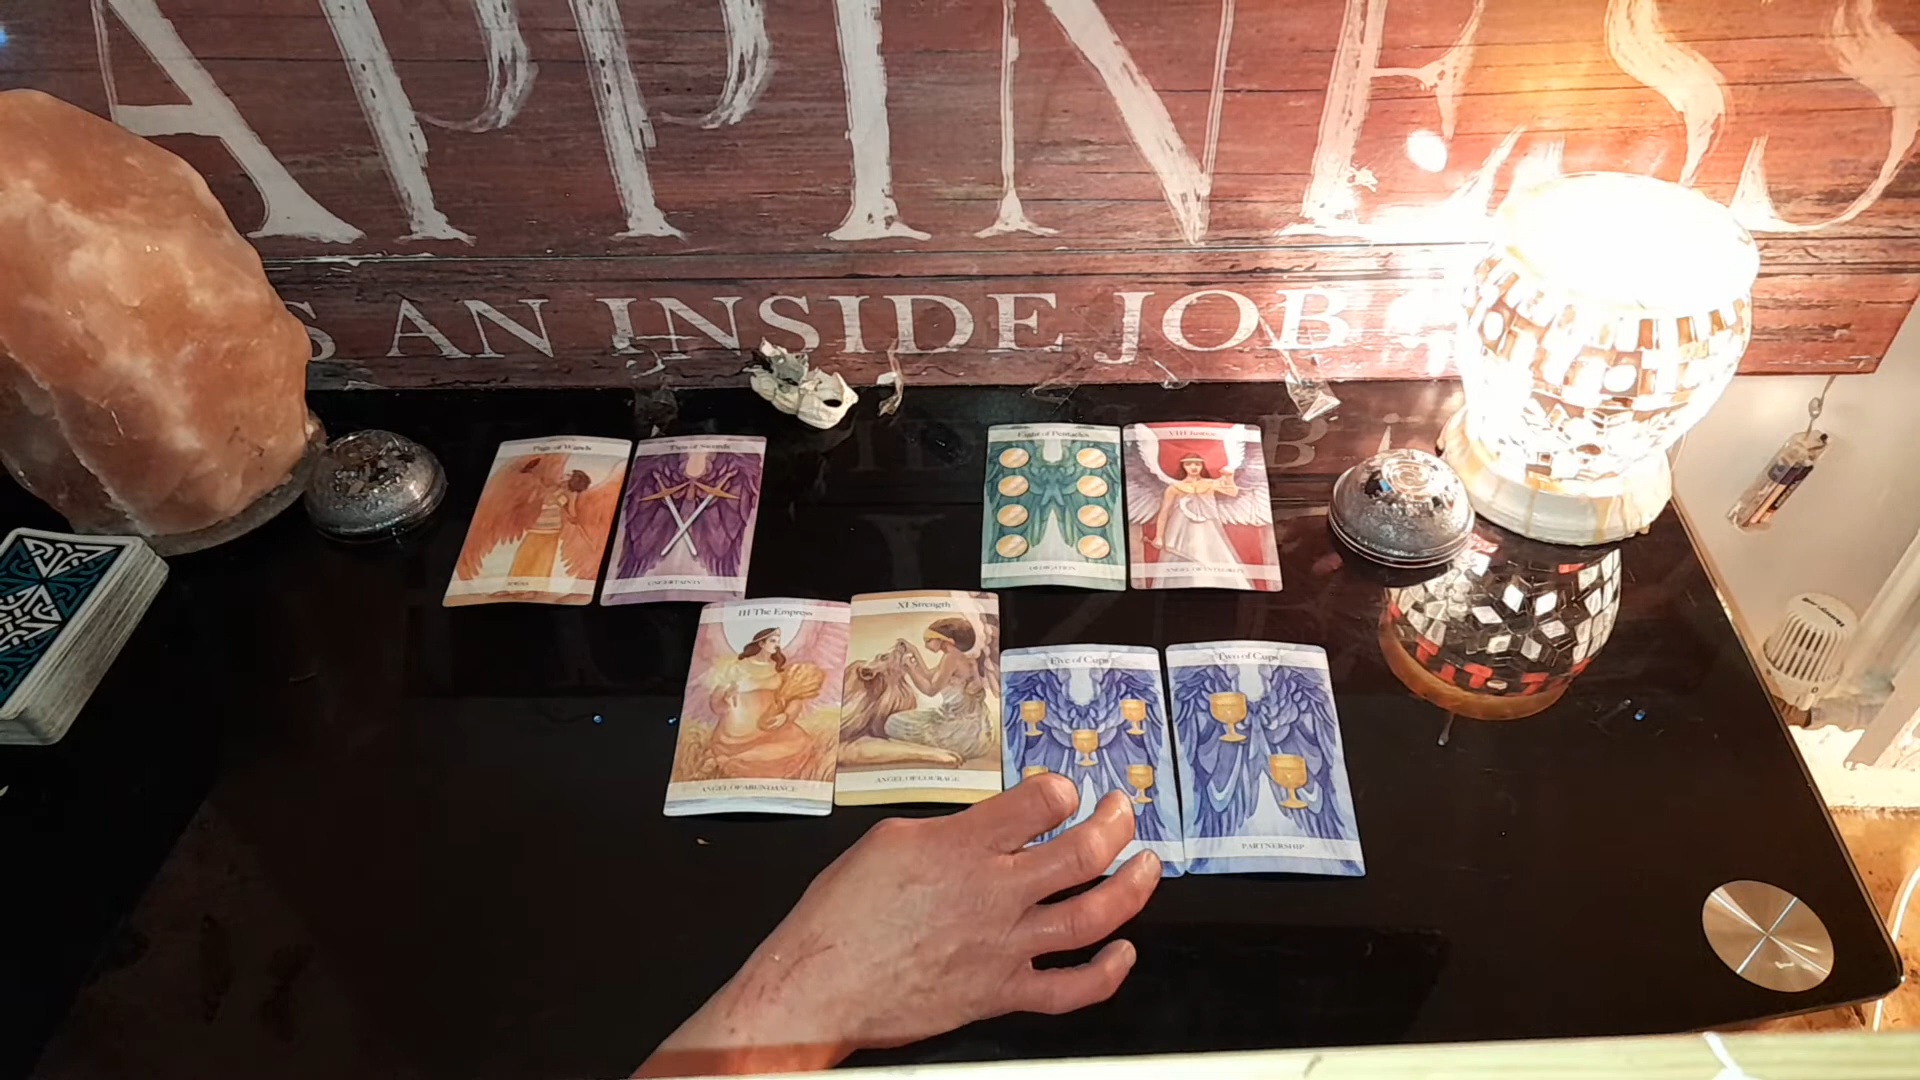 APPINESS
S AN INSIDE JOB
Page of Wands
Two of Swords
UNCERTAINTY
Eight of Pentacles
DEDICATION
VIII Justice
ANGEL OF INTEGRITY
III The Empress
ANGEL OF ABUNDANCE
XI Strength
ANGEL OF COURAGE
Five of Cups
Two of Cups
PARTNERSHIP